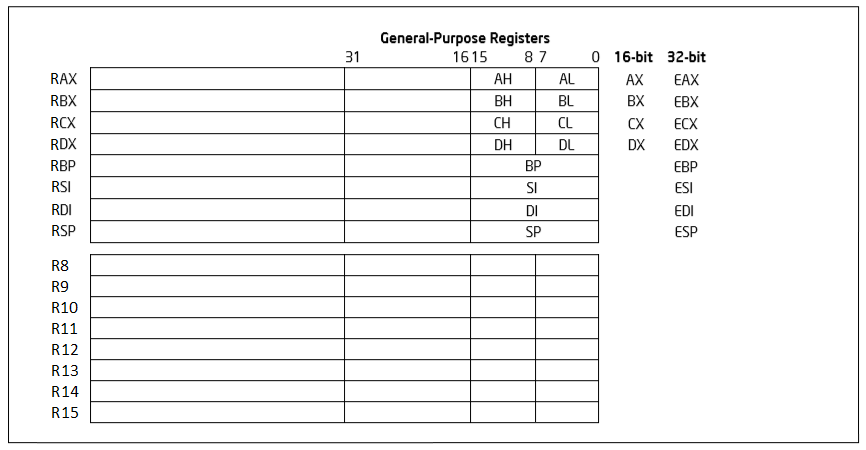 General-Purpose Registers
31 16 15 8 7 0 16-bit 32-bit
RAX AH AL AX EAX
RBX BH BL BX EBX
RCX CH CL CX ECX
RDX DH DL DX EDX
RBP BP EBP
RSI SI ESI
RDI DI EDI
RSP SP ESP
R8
R9
R10
R11
R12
R13
R14
R15